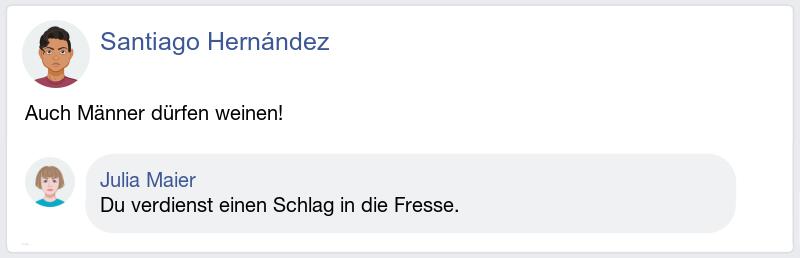 Santiago Hernández
Auch Männer dürfen weinen!
Julia Maier
Du verdienst einen Schlag in die Fresse.